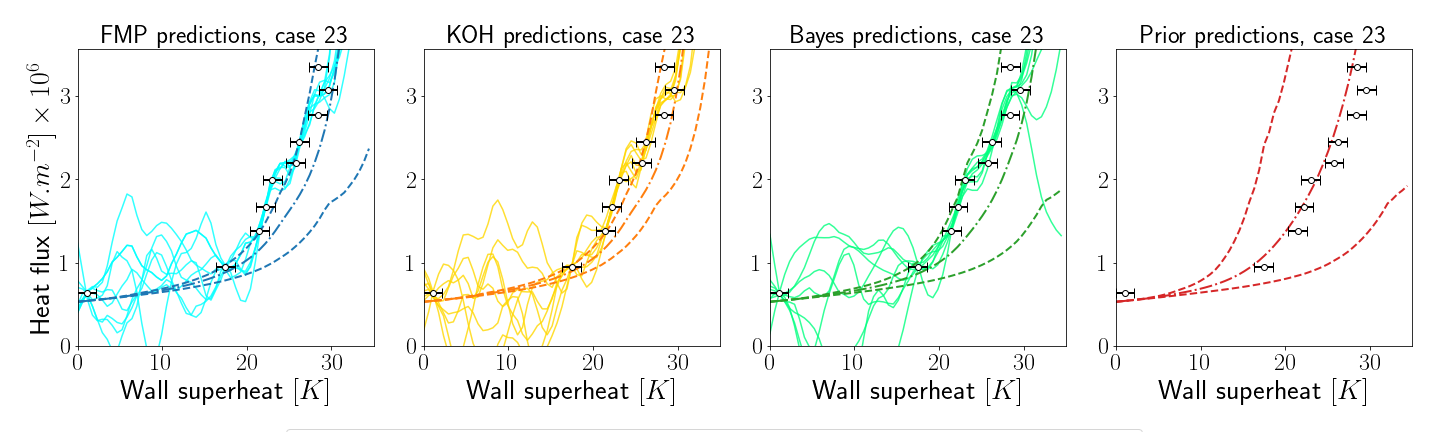 FMP predictions, case 23
KOH predictions, case 23
Bayes predictions, case 23
Prior predictions, case 23
Heat flux [W.m⁻²] × 10⁶
3
2
1
0
0 10 20 30
3
2
1
0
0 10 20 30
3
2
1
0
0 10 20 30
3
2
1
0
0 10 20 30
Wall superheat [K]
Wall superheat [K]
Wall superheat [K]
Wall superheat [K]